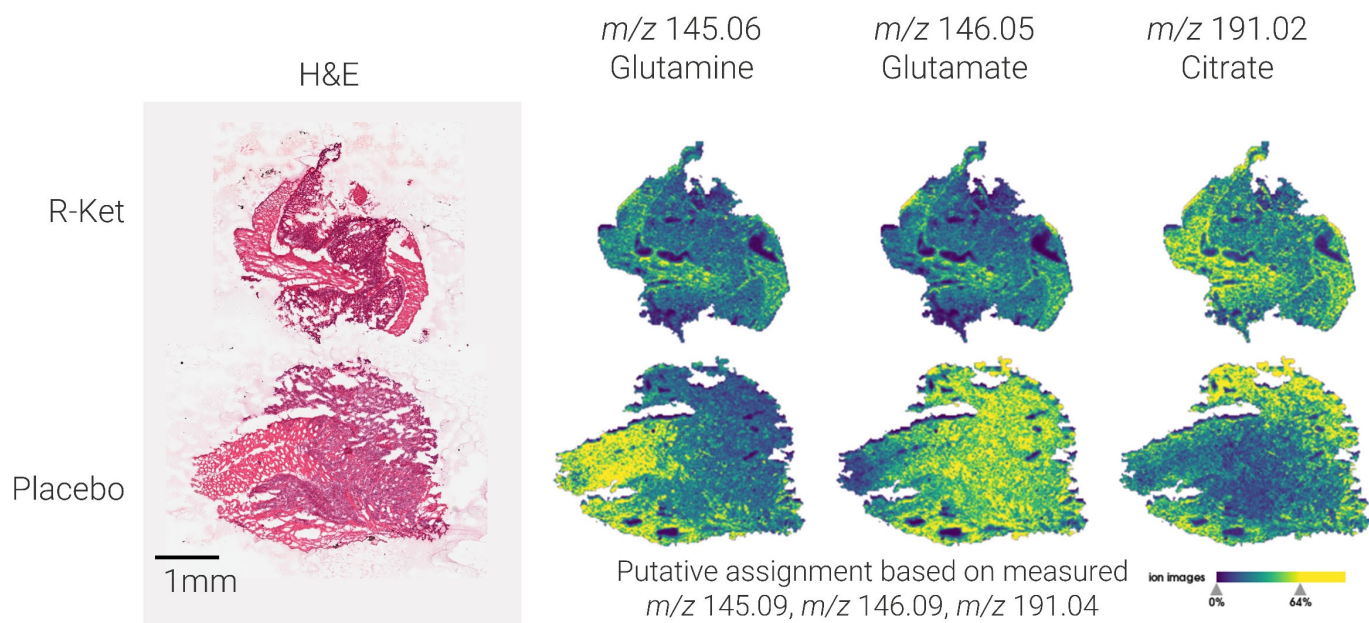 H&E
m/z 145.06
Glutamine
m/z 146.05
Glutamate
m/z 191.02
Citrate
R-Ket
Placebo
1mm
Putative assignment based on measured
m/z 145.09, m/z 146.09, m/z 191.04
ion images
0%
64%